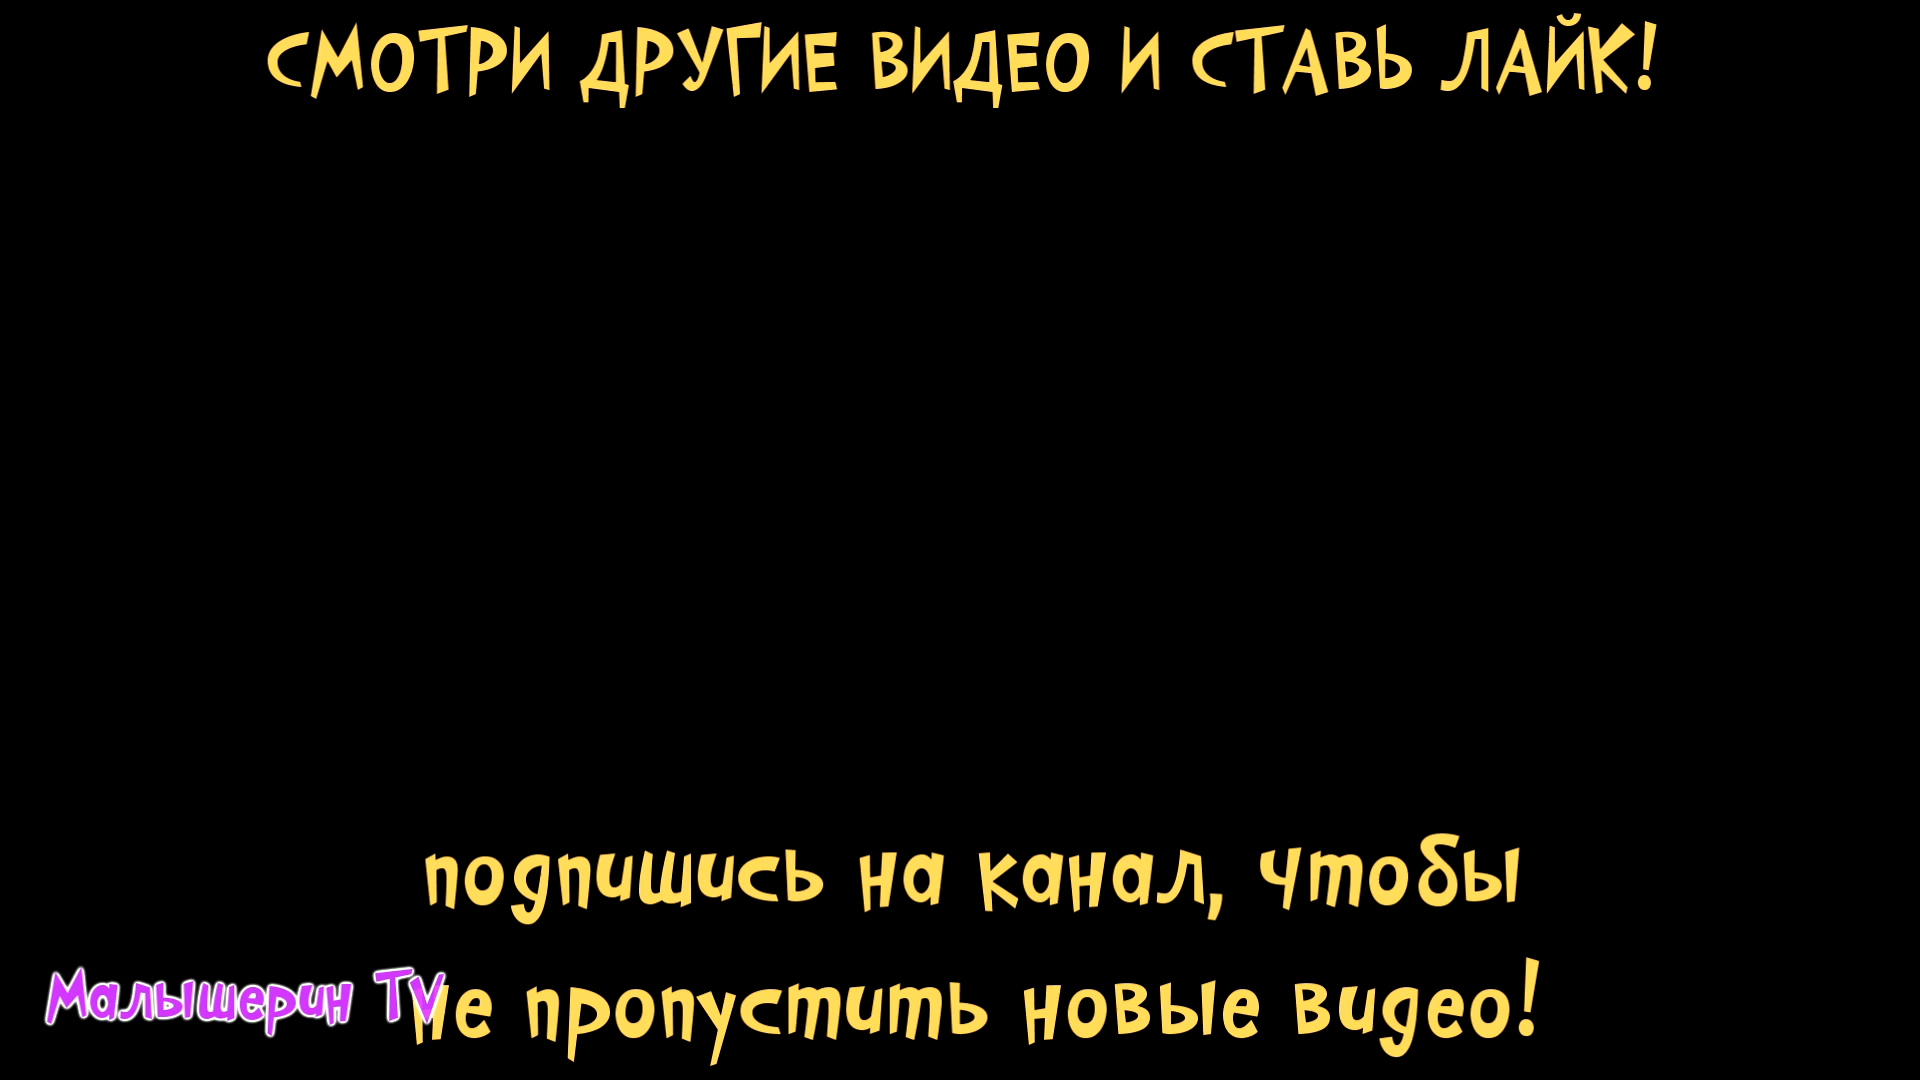 СМОТРИ ДРУГИЕ ВИДЕО И СТАВЬ ЛАЙК!
подпишись на канал, чтобы
не пропустить новые видео!
Малышерин TV